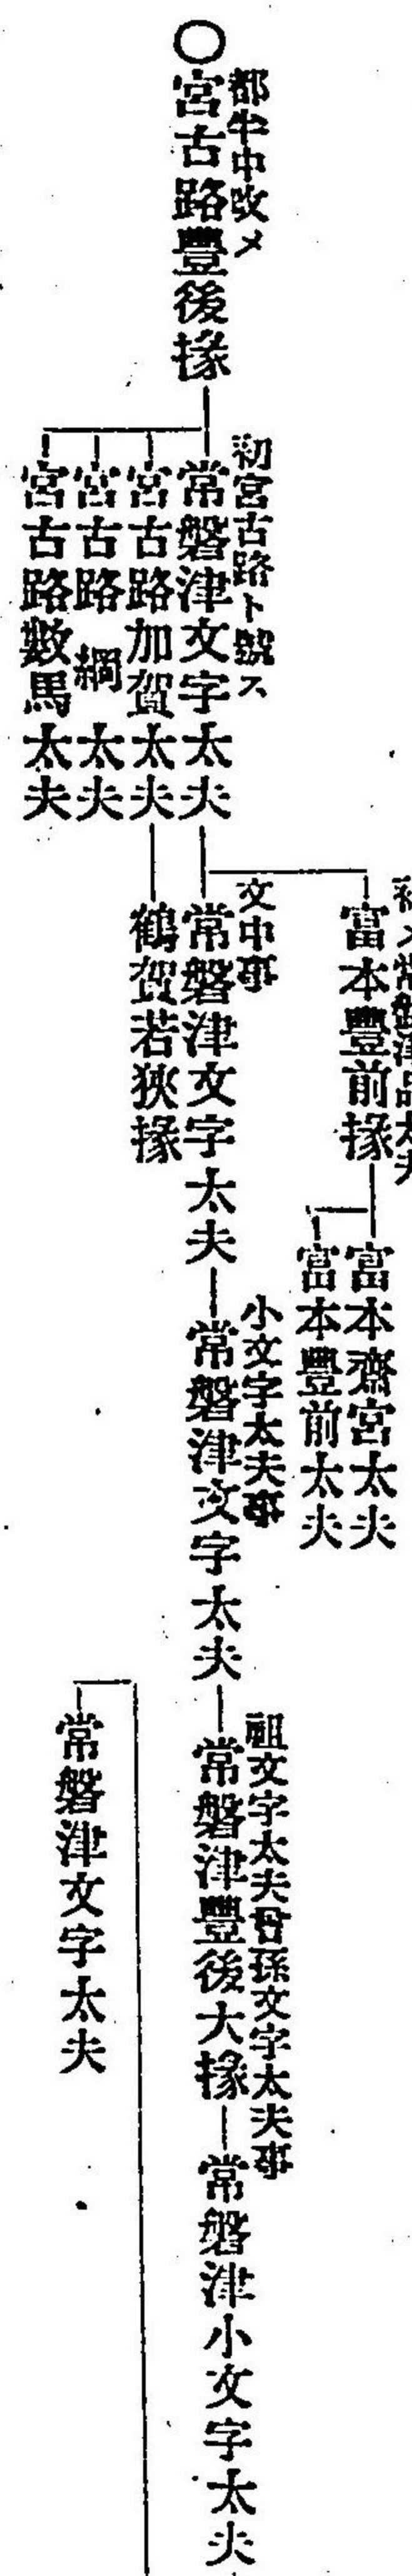 都半中改メ
○宮古路豐後掾
初宮古路ト號ス
常磐津文字太夫
宮古路加賀太夫
宮古路綱太夫
宮古路數馬太夫
初メ常磐津品太夫
富本豐前掾
文中事
常磐津文字太夫
鶴賀若狹掾
富本齋宮太夫
富本豐前太夫
小文字太夫事
常磐津文字太夫
祖文字太夫曾孫文字太夫事
常磐津豐後大掾
常磐津小文字太夫
常磐津文字太夫